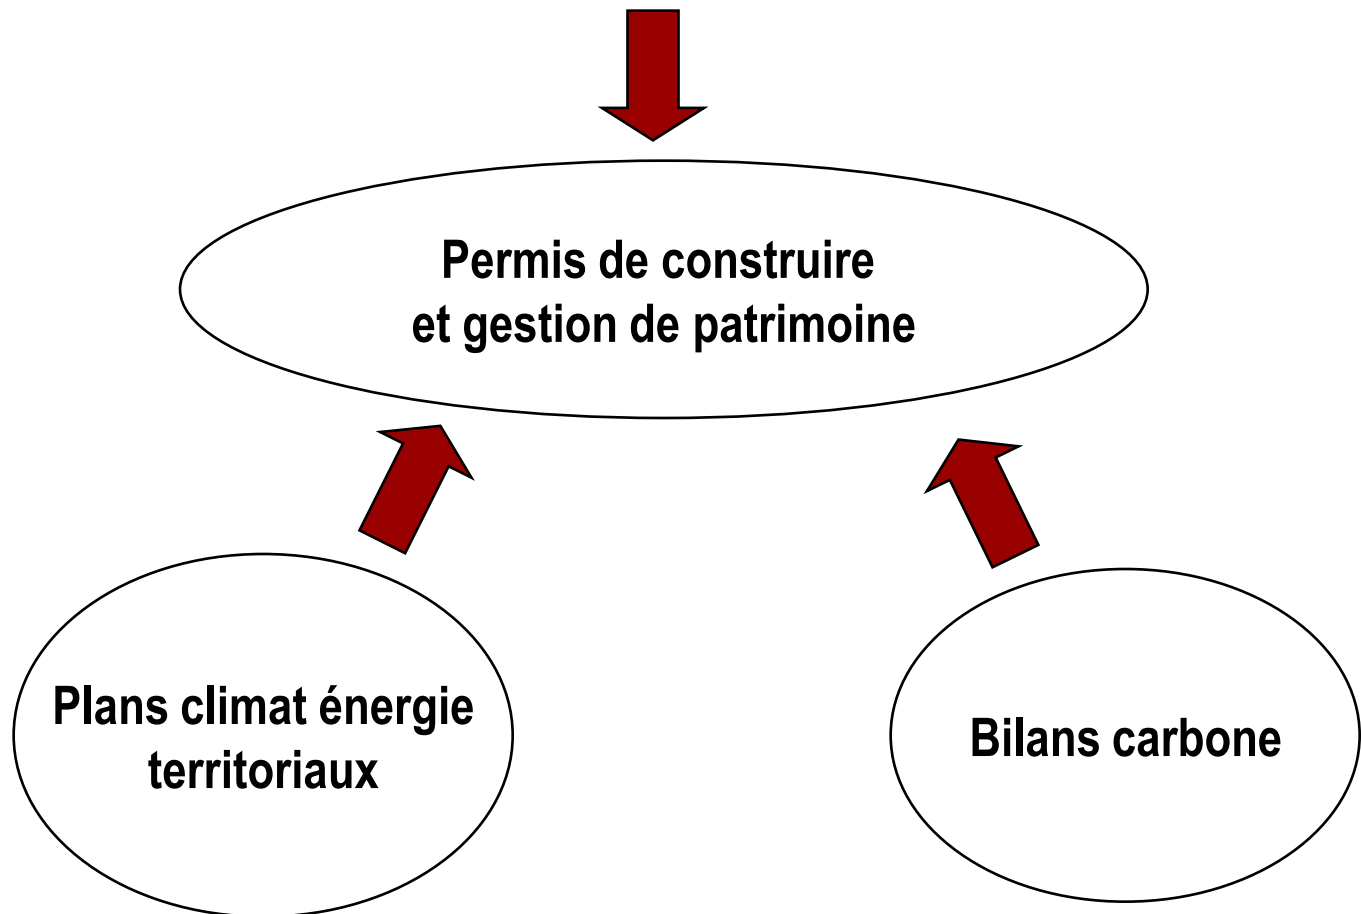 Permis de construire
et gestion de patrimoine
Plans climat énergie
territoriaux
Bilans carbone